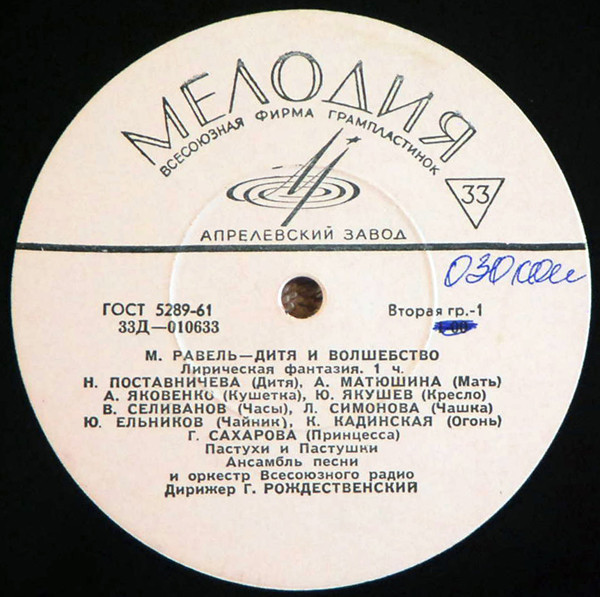 МЕЛОДИЯ
ВСЕСОЮЗНАЯ ФИРМА ГРАМПЛАСТИНОК
33
АПРЕЛЕВСКИЙ ЗАВОД
ГОСТ 5289-61
33Д—010633
Вторая гр.-1
М. РАВЕЛЬ—ДИТЯ И ВОЛШЕБСТВО
Лирическая фантазия. 1 ч.
Н. ПОСТАВНИЧЕВА (Дитя), А. МАТЮШИНА (Мать)
А. ЯКОВЕНКО (Кушетка), Ю. ЯКУШЕВ (Кресло)
В. СЕЛИВАНОВ (Часы), Л. СИМОНОВА (Чашка)
Ю. ЕЛЬНИКОВ (Чайник), К. КАДИНСКАЯ (Огонь)
Г. САХАРОВА (Принцесса)
Пастухи и Пастушки
Ансамбль песни
и оркестр Всесоюзного радио
Дирижер Г. РОЖДЕСТВЕНСКИЙ